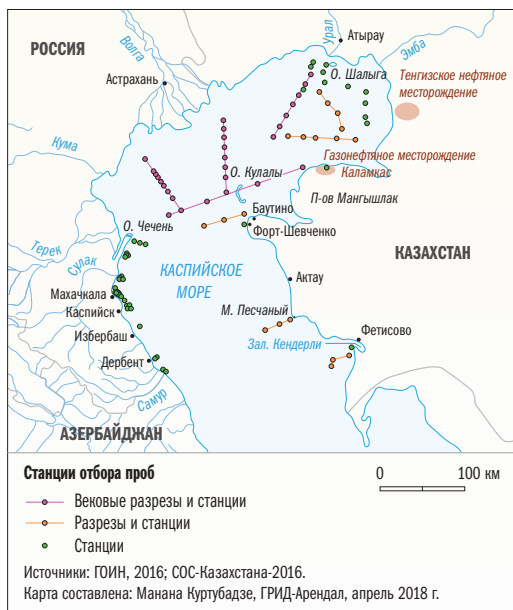 РОССИЯ
Волга
Урал
Атырау
Эмба
Астрахань
О. Шалыга
Тенгизское нефтяное
месторождение
Кума
Газонефтяное месторождение
Каламкас
О. Кулалы
П-ов Мангышлак
Баутино
Форт-Шевченко
О. Чечень
Терек
Сулак
КАСПИЙСКОЕ
МОРЕ
КАЗАХСТАН
Актау
Махачкала
Каспийск
М. Песчаный
Фетисово
Избербаш
Зал. Кендерли
Дербент
Самур
АЗЕРБАЙДЖАН
Станции отбора проб
0 100 км
Вековые разрезы и станции
Разрезы и станции
Станции
Источники: ГОИН, 2016; СОС-Казахстана-2016.
Карта составлена: Манана Куртубадзе, ГРИД-Арендал, апрель 2018 г.